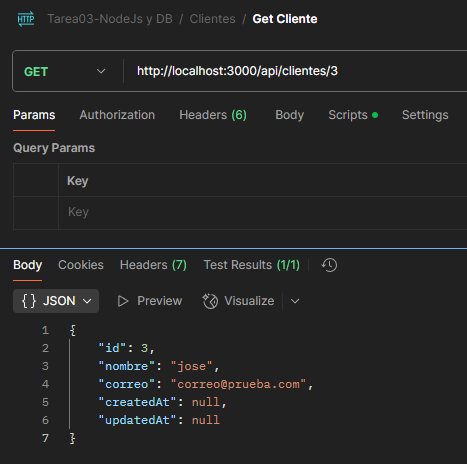 HTTP Tarea03-NodeJs y DB / Clientes / Get Cliente
GET http://localhost:3000/api/clientes/3
Params Authorization Headers (6) Body Scripts Settings
Query Params
Key
Key
Body Cookies Headers (7) Test Results (1/1)
{} JSON Preview Visualize
1 {
2 "id": 3,
3 "nombre": "jose",
4 "correo": "correo@prueba.com",
5 "createdAt": null,
6 "updatedAt": null
7 }